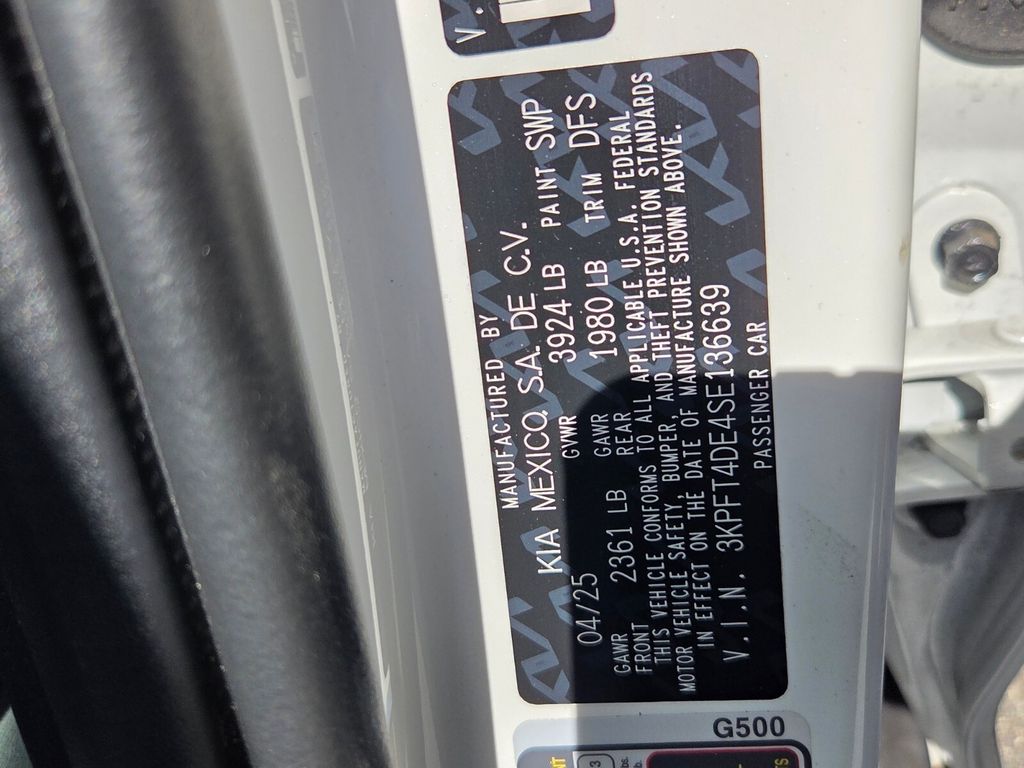 MANUFACTURED BY
KIA MEXICO, S.A. DE C.V.
04/25 GVWR 3924 LB PAINT SWP
GAWR FRONT 2361 LB GAWR REAR 1980 LB TRIM DFS
THIS VEHICLE CONFORMS TO ALL APPLICABLE U.S.A. FEDERAL
MOTOR VEHICLE SAFETY, BUMPER, AND THEFT PREVENTION STANDARDS
IN EFFECT ON THE DATE OF MANUFACTURE SHOWN ABOVE.
V.I.N. 3KPFT4DE4SE136639
PASSENGER CAR
G500